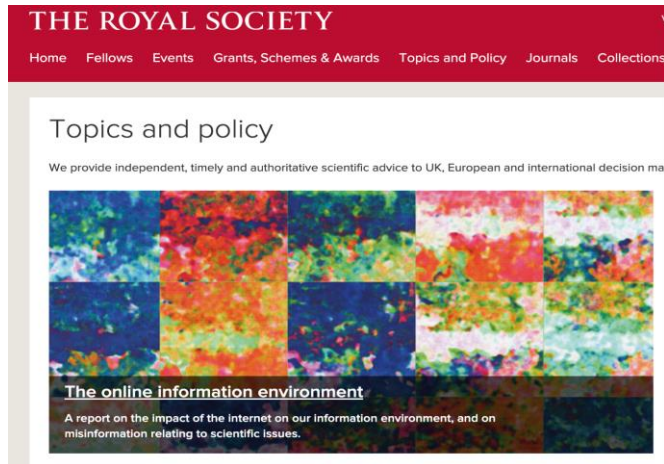 THE ROYAL SOCIETY
Home Fellows Events Grants, Schemes & Awards Topics and Policy Journals Collections
Topics and policy
We provide independent, timely and authoritative scientific advice to UK, European and international decision
The online information environment
A report on the impact of the internet on our information environment, and on
misinformation relating to scientific issues.